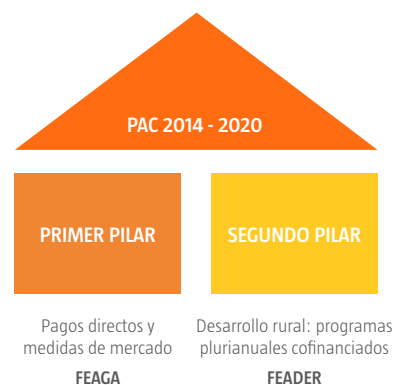 PAC 2014 - 2020
PRIMER PILAR
SEGUNDO PILAR
Pagos directos y
medidas de mercado
FEAGA
Desarrollo rural: programas
plurianuales cofinanciados
FEADER